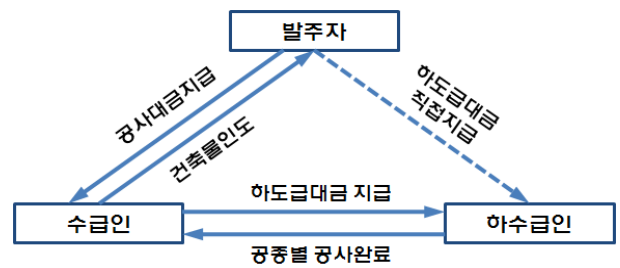 발주자
공사대금지급
건축물인도
하도급대금
직접지급
수급인
하도급대금 지급
하수급인
공종별 공사완료